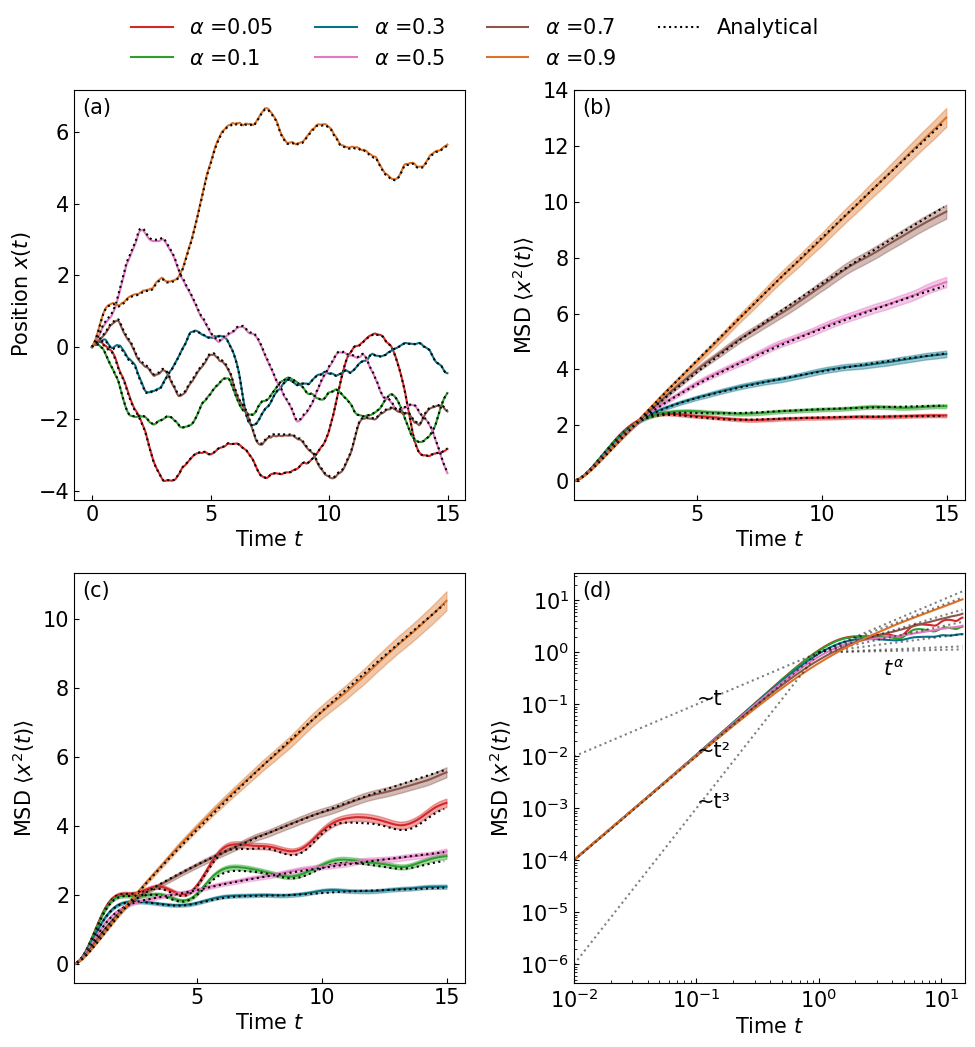 α =0.05 α =0.3 α =0.7 Analytical
α =0.1 α =0.5 α =0.9
(a)
Position x(t)
6
4
2
0
−2
−4
0 5 10 15
Time t
(b)
MSD ⟨x²(t)⟩
14
12
10
8
6
4
2
0
5 10 15
Time t
(c)
MSD ⟨x²(t)⟩
10
8
6
4
2
0
5 10 15
Time t
(d)
MSD ⟨x²(t)⟩
10¹
10⁰
10⁻¹
10⁻²
10⁻³
10⁻⁴
10⁻⁵
10⁻⁶
~t
~t²
~t³
t^α
10⁻² 10⁻¹ 10⁰ 10¹
Time t